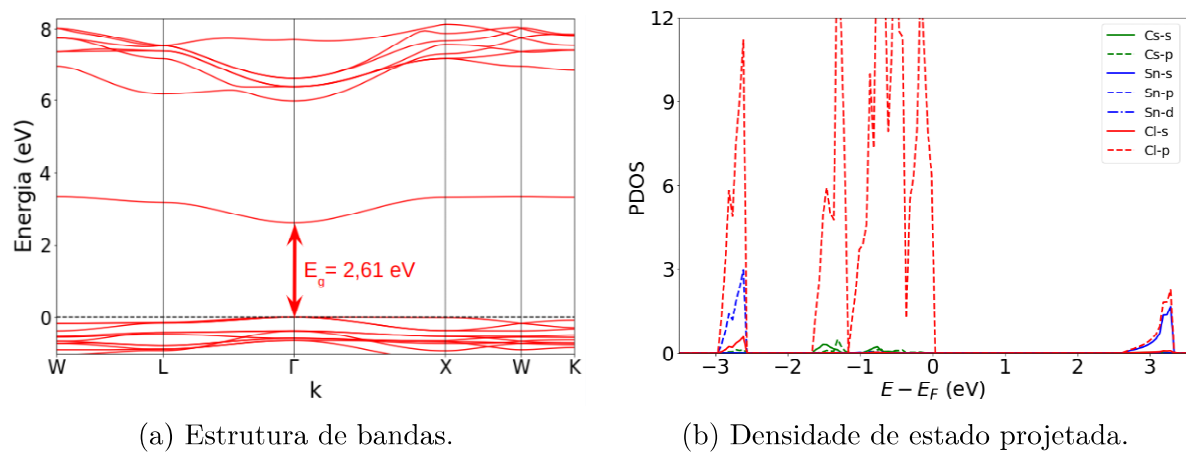 8
6
4
2
0
Energia (eV)
E_g= 2,61 eV
W
L
Γ
X
W
K
k
(a) Estrutura de bandas.
12
9
6
3
0
PDOS
Cs-s
Cs-p
Sn-s
Sn-p
Sn-d
Cl-s
Cl-p
−3
−2
−1
0
1
2
3
E − E_F (eV)
(b) Densidade de estado projetada.